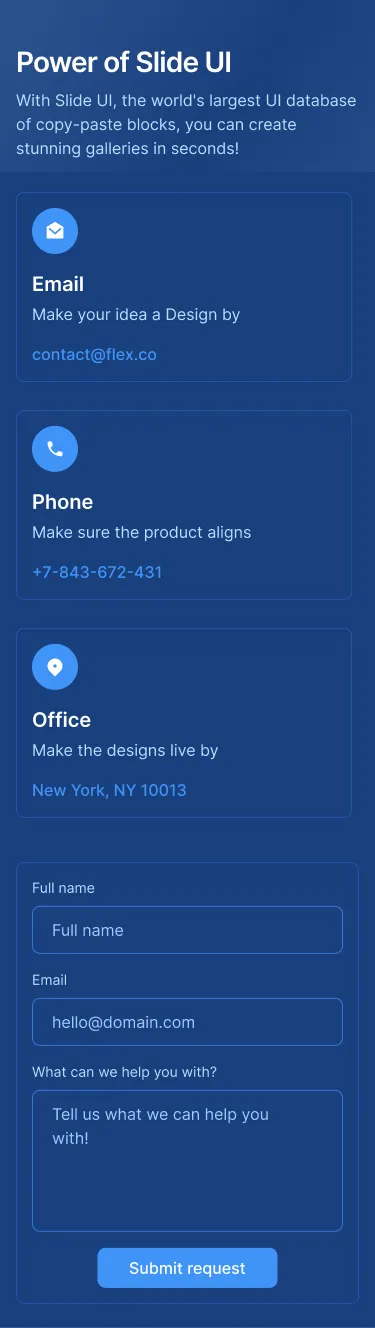 Power of Slide UI
With Slide UI, the world's largest UI database
of copy-paste blocks, you can create
stunning galleries in seconds!
Email
Make your idea a Design by
contact@flex.co
Phone
Make sure the product aligns
+7-843-672-431
Office
Make the designs live by
New York, NY 10013
Full name
Full name
Email
hello@domain.com
What can we help you with?
Tell us what we can help you
with!
Submit request